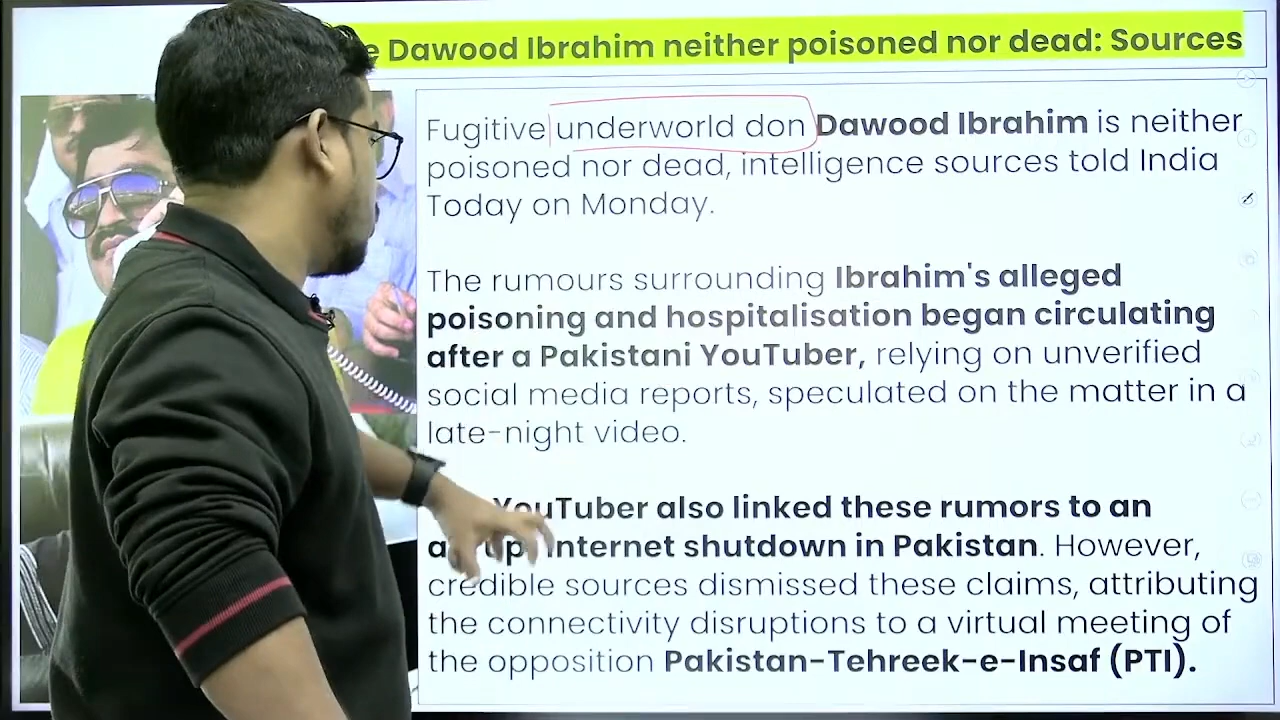 Dawood Ibrahim neither poisoned nor dead: Sources
Fugitive underworld don Dawood Ibrahim is neither
poisoned nor dead, intelligence sources told India
Today on Monday.
The rumours surrounding Ibrahim's alleged
poisoning and hospitalisation began circulating
after a Pakistani YouTuber, relying on unverified
social media reports, speculated on the matter in a
late-night video.
YouTuber also linked these rumors to an
internet shutdown in Pakistan. However,
credible sources dismissed these claims, attributing
the connectivity disruptions to a virtual meeting of
the opposition Pakistan-Tehreek-e-Insaf (PTI).